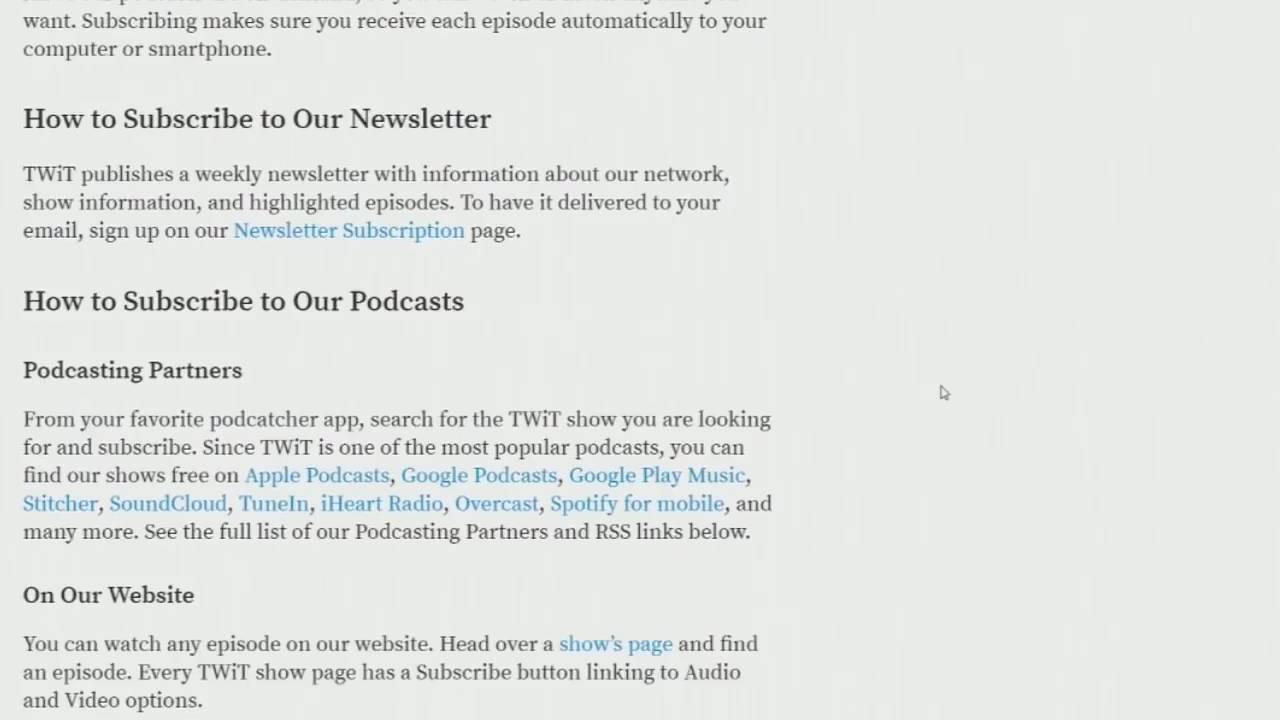 want. Subscribing makes sure you receive each episode automatically to your
computer or smartphone.
How to Subscribe to Our Newsletter
TWiT publishes a weekly newsletter with information about our network,
show information, and highlighted episodes. To have it delivered to your
email, sign up on our Newsletter Subscription page.
How to Subscribe to Our Podcasts
Podcasting Partners
From your favorite podcatcher app, search for the TWiT show you are looking
for and subscribe. Since TWiT is one of the most popular podcasts, you can
find our shows free on Apple Podcasts, Google Podcasts, Google Play Music,
Stitcher, SoundCloud, TuneIn, iHeart Radio, Overcast, Spotify for mobile, and
many more. See the full list of our Podcasting Partners and RSS links below.
On Our Website
You can watch any episode on our website. Head over a show's page and find
an episode. Every TWiT show page has a Subscribe button linking to Audio
and Video options.